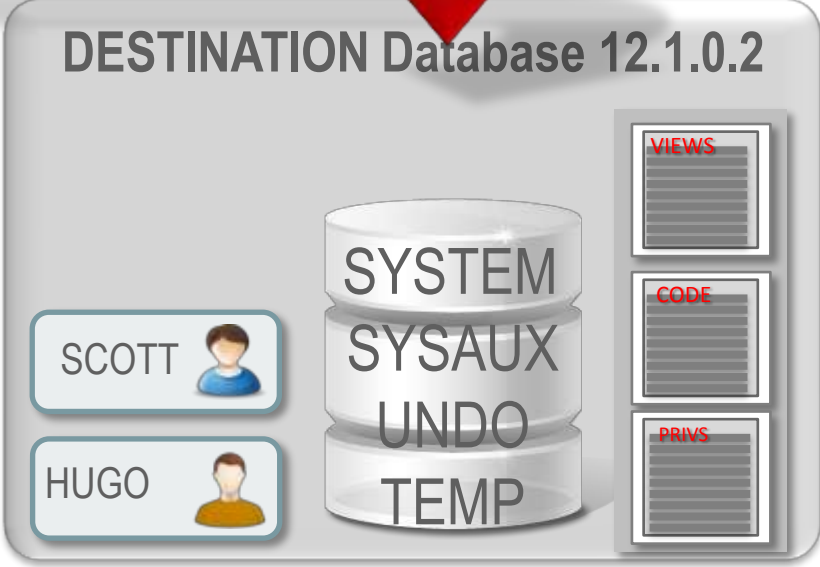 DESTINATION Database 12.1.0.2
VIEWS
SYSTEM
CODE
SCOTT
SYSAUX
UNDO
PRIVS
HUGO
TEMP